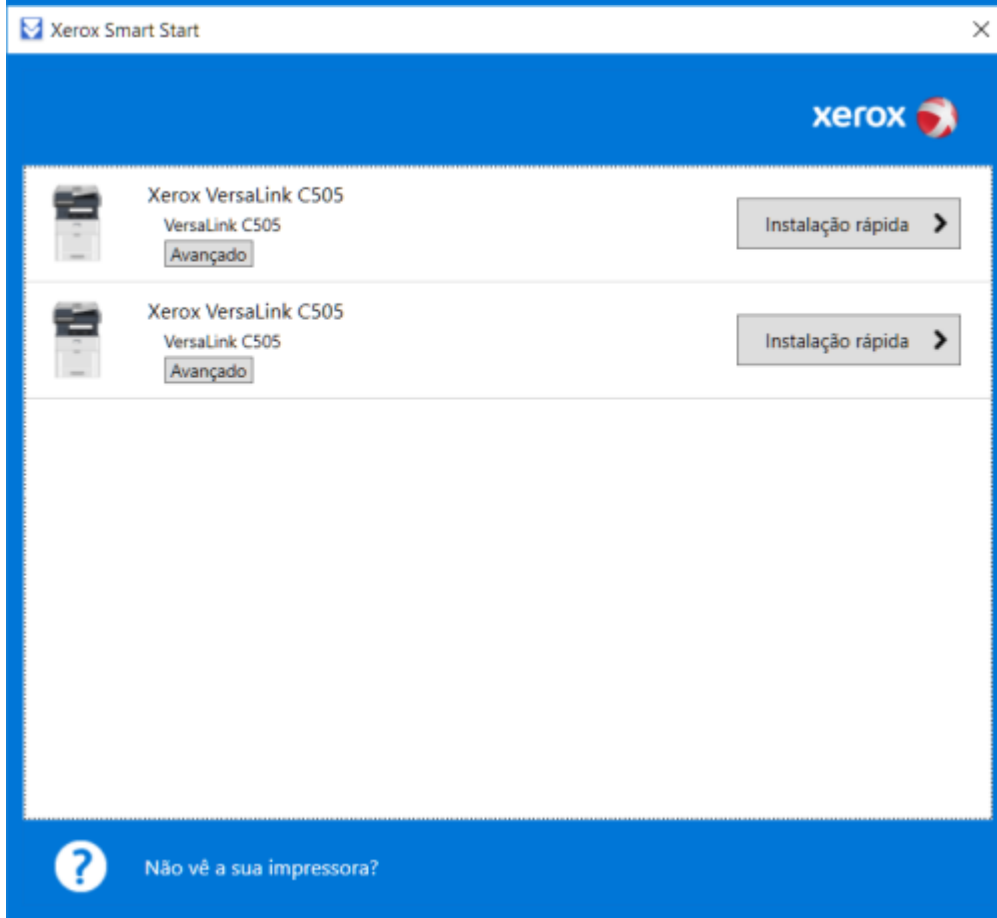 Xerox Smart Start
xerox
Xerox VersaLink C505
VersaLink C505
Avançado
Instalação rápida
Xerox VersaLink C505
VersaLink C505
Avançado
Instalação rápida
? Não vê a sua impressora?